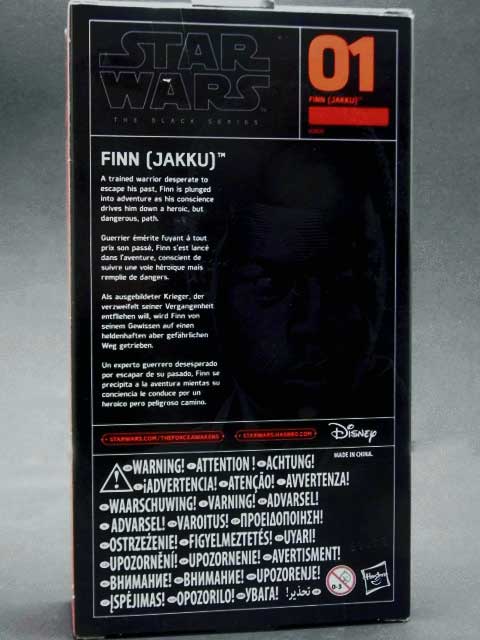 STAR
WARS
THE BLACK SERIES
01
FINN (JAKKU)™
FINN (JAKKU)™
A trained warrior desperate to
escape his past, Finn is plunged
into adventure as his conscience
drives him down a heroic, but
dangerous, path.
Guerrier émérite fuyant à tout
prix son passé, Finn s'est lancé
dans l'aventure, conscient de
suivre une voie héroïque mais
remplie de dangers.
Als ausgebildeter Krieger, der
verzweifelt seiner Vergangenheit
entfliehen will, wird Finn von
seinem Gewissen auf einen
heldenhaften aber gefährlichen
Weg getrieben.
Un experto guerrero desesperado
por escapar de su pasado, Finn se
precipita a la aventura mientas su
conciencia le conduce por un
heroico pero peligroso camino.
STARWARS.COM/THEFORCEAWAKENS
STARWARS.HASBRO.COM
Disney
MADE IN CHINA.
WARNING! ATTENTION! ACHTUNG!
¡ADVERTENCIA! ATENÇÃO! AVVERTENZA!
WAARSCHUWING! VARNING! ADVARSEL!
ADVARSEL! VAROITUS! ΠΡΟΕΙΔΟΠΟΙΗΣΗ!
OSTRZEŻENIE! FIGYELMEZTETÉS! UYARI!
UPOZORNĚNÍ! UPOZORNENIE! AVERTISMENT!
ВНИМАНИЕ! ВНИМАНИЕ! UPOZORENJE!
ĮSPĖJIMAS! OPOZORILO! УВАГА! تحذير!
0-3
Hasbro